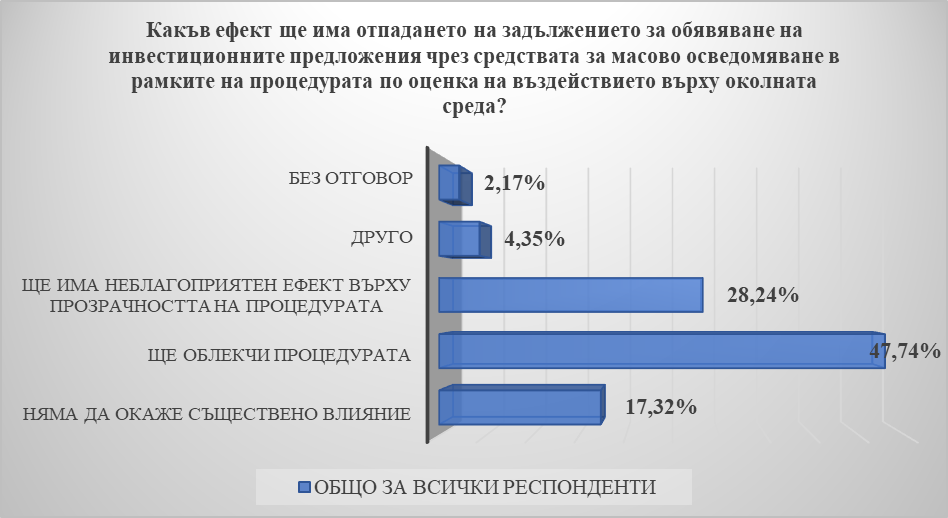 Какъв ефект ще има отпадането на задължението за обявяване на
инвестиционните предложения чрез средствата за масово осведомяване в
рамките на процедурата по оценка на въздействието върху околната
среда?
БЕЗ ОТГОВОР
2,17%
ДРУГО
4,35%
ЩЕ ИМА НЕБЛАГОПРИЯТЕН ЕФЕКТ ВЪРХУ
ПРОЗРАЧНОСТТА НА ПРОЦЕДУРАТА
28,24%
ЩЕ ОБЛЕКЧИ ПРОЦЕДУРАТА
47,74%
НЯМА ДА ОКАЖЕ СЪЩЕСТВЕНО ВЛИЯНИЕ
17,32%
ОБЩО ЗА ВСИЧКИ РЕСПОНДЕНТИ